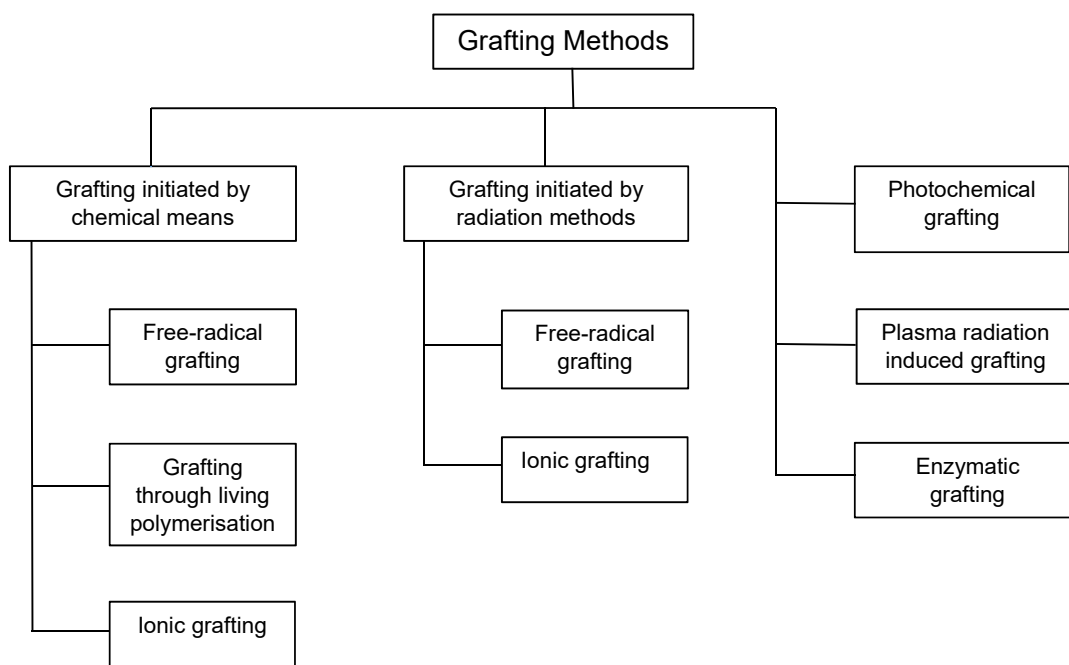 Grafting Methods
Grafting initiated by
chemical means
Free-radical
grafting
Grafting
through living
polymerisation
Ionic grafting
Grafting initiated by
radiation methods
Free-radical
grafting
Ionic grafting
Photochemical
grafting
Plasma radiation
induced grafting
Enzymatic
grafting